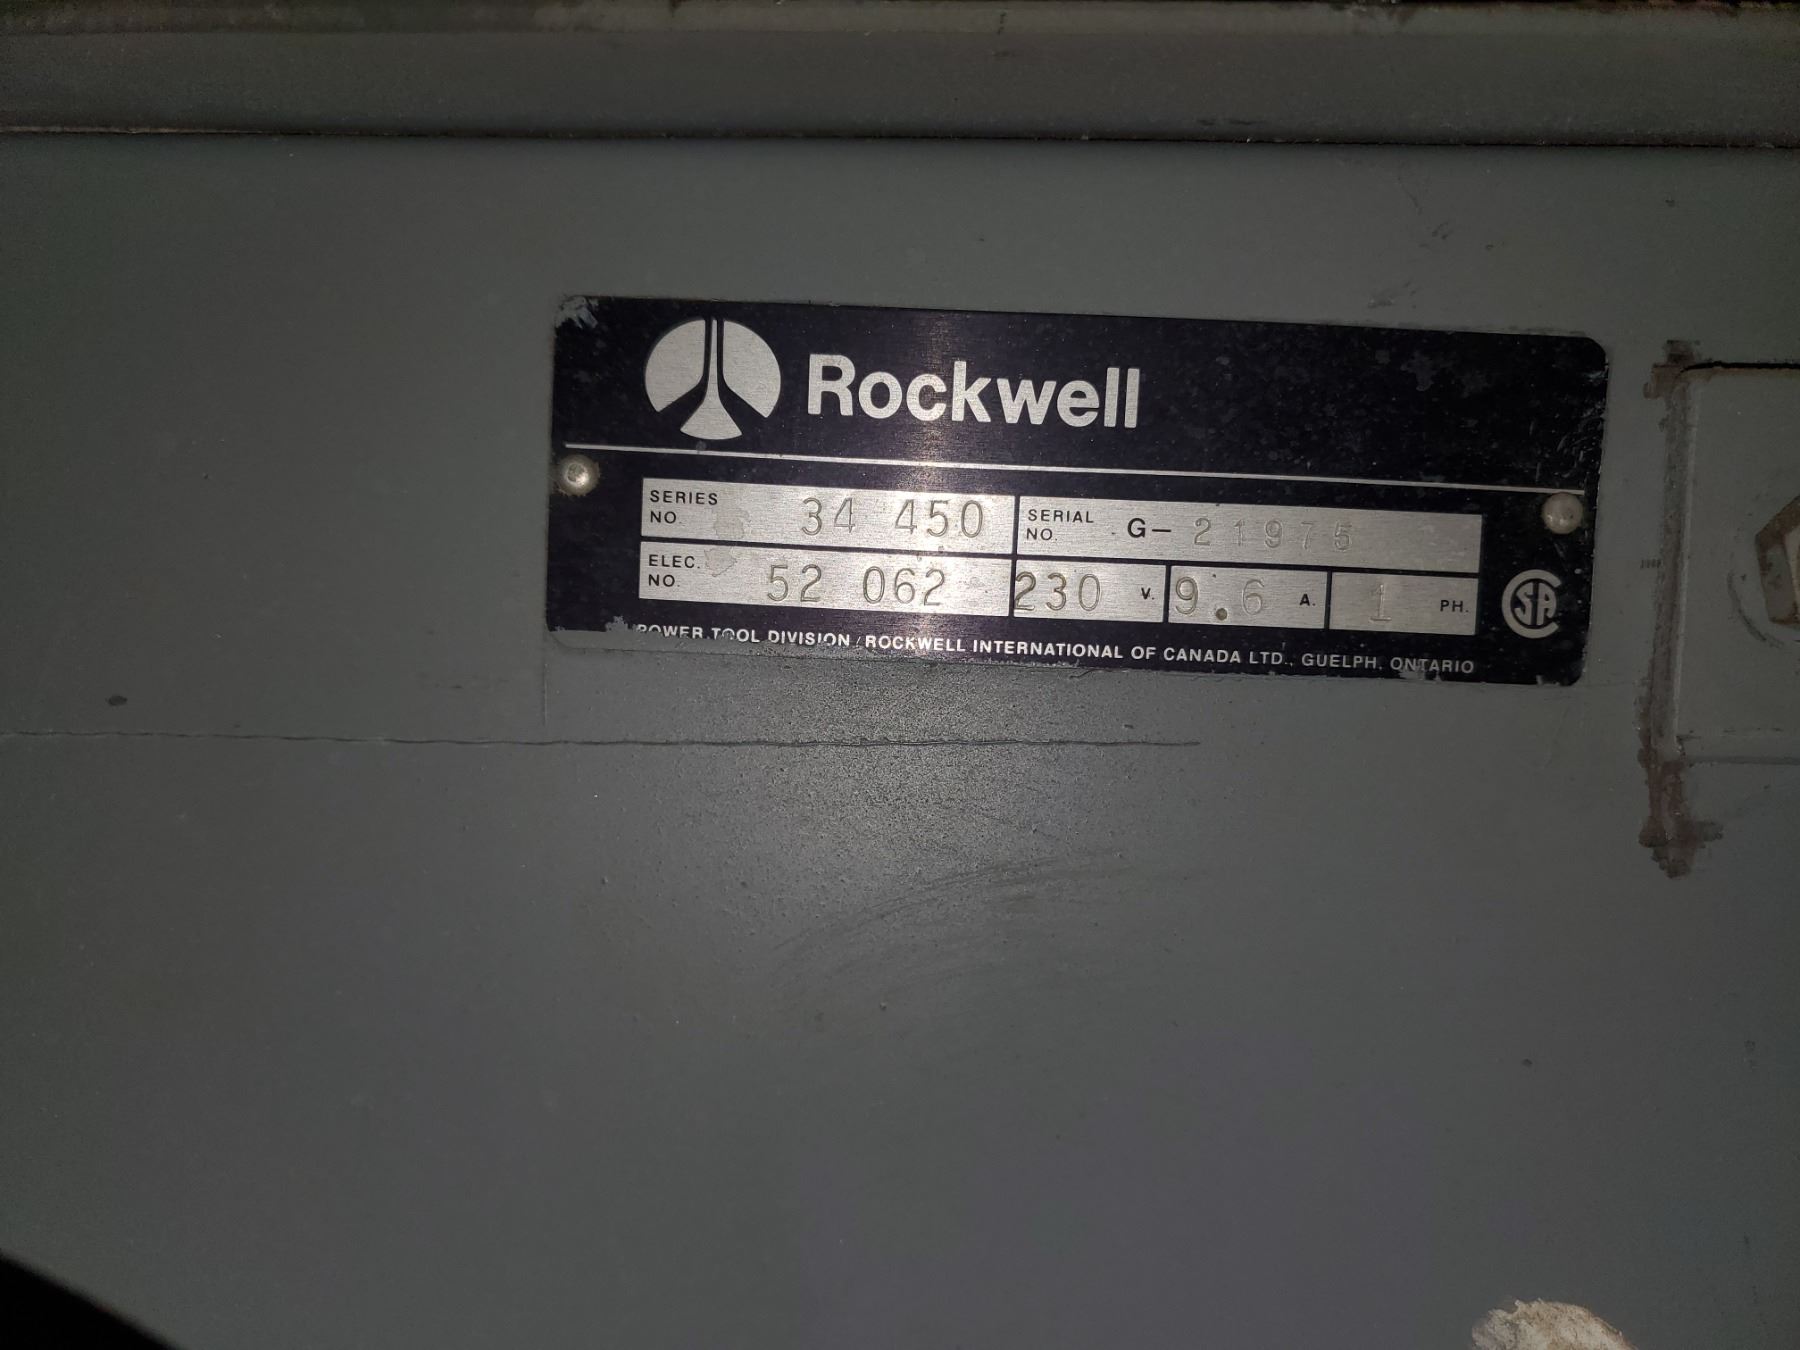 Rockwell
SERIES NO. 34 450
SERIAL NO. G- 21975
ELEC. NO. 52 062
230 V. 9.6 A. 1 PH.
CSA
POWER TOOL DIVISION / ROCKWELL INTERNATIONAL OF CANADA LTD., GUELPH, ONTARIO